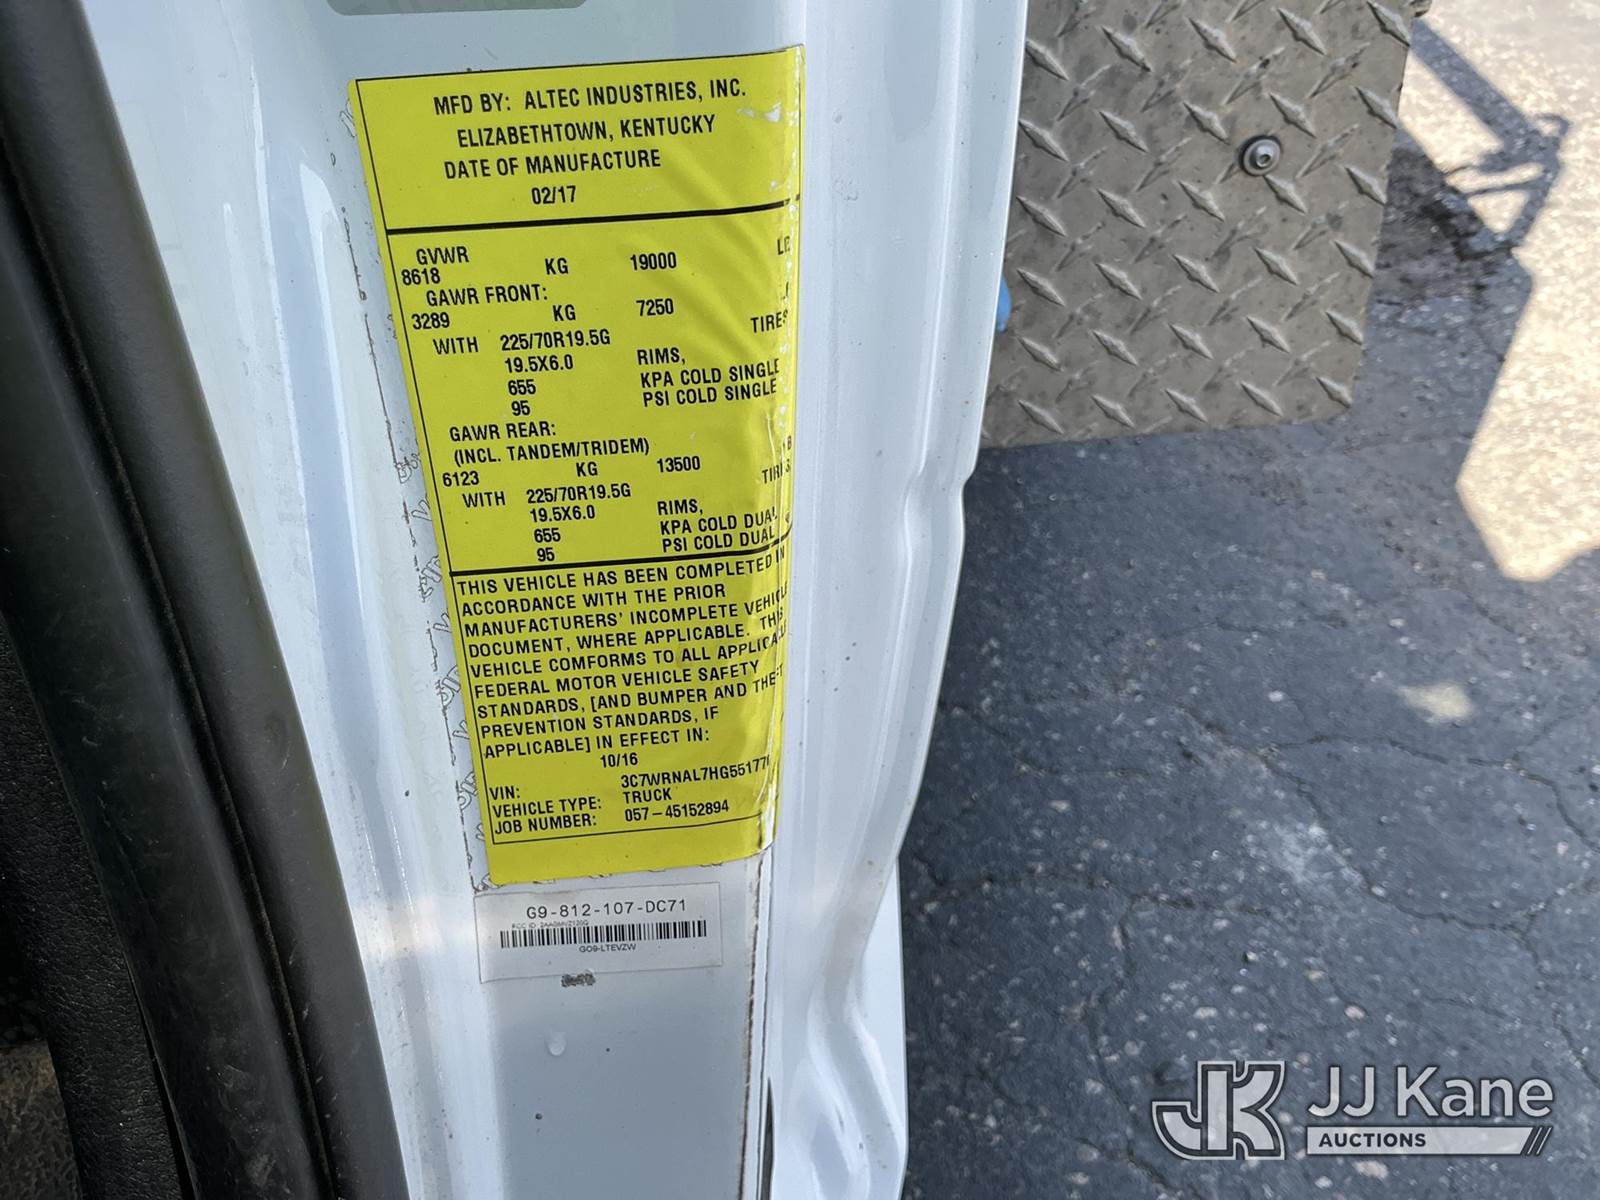 MFD BY: ALTEC INDUSTRIES, INC.
ELIZABETHTOWN, KENTUCKY
DATE OF MANUFACTURE
02/17
GVWR
8618 KG 19000
GAWR FRONT:
3289 KG 7250
WITH 225/70R19.5G TIRES
19.5X6.0 RIMS,
655 KPA COLD SINGLE
95 PSI COLD SINGLE
GAWR REAR:
(INCL. TANDEM/TRIDEM)
6123 KG 13500
WITH 225/70R19.5G
19.5X6.0 RIMS,
655 KPA COLD DUAL
95 PSI COLD DUAL
THIS VEHICLE HAS BEEN COMPLETED IN
ACCORDANCE WITH THE PRIOR
MANUFACTURERS' INCOMPLETE VEHICLE
DOCUMENT, WHERE APPLICABLE. THIS
VEHICLE COMFORMS TO ALL APPLICABLE
FEDERAL MOTOR VEHICLE SAFETY
STANDARDS, [AND BUMPER AND THEFT
PREVENTION STANDARDS, IF
APPLICABLE] IN EFFECT IN:
10/16
VIN:
VEHICLE TYPE: TRUCK
JOB NUMBER: 057-45152894
G9-812-107-DC71
GO9-LTEVZW
JK JJ Kane
AUCTIONS